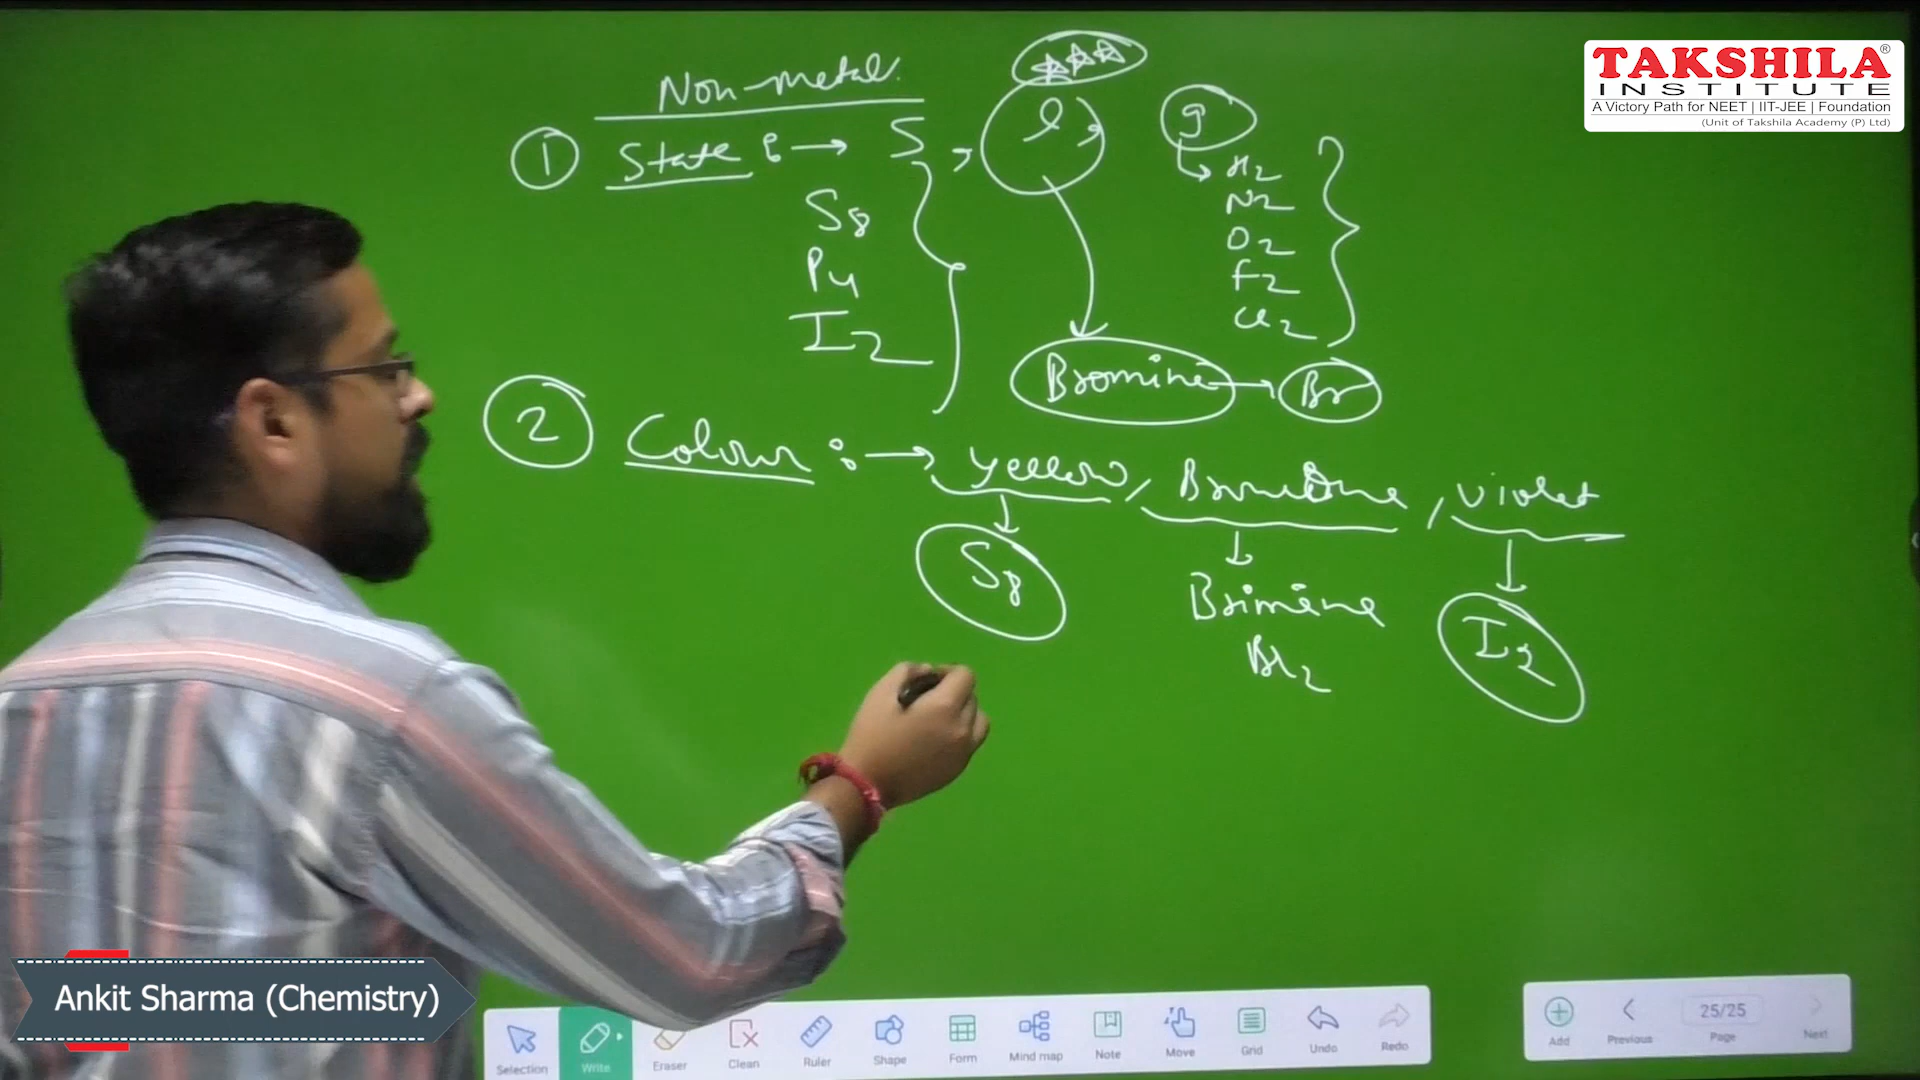 TAKSHILA®
INSTITUTE
A Victory Path for NEET | IIT-JEE | Foundation
(Unit of Takshila Academy (P) Ltd)
Non-metal
① State : → S , l , g
S8
P4
I2
H2
N2
O2
F2
Cl2
Bromine → Br
② Colour : → Yellow , , Violet
S8
Br2
I2
Ankit Sharma (Chemistry)
Selection Write Eraser Clean Ruler Shape Form Mind map Note Move Grid Undo Redo
Add Previous 25/25 Page Next